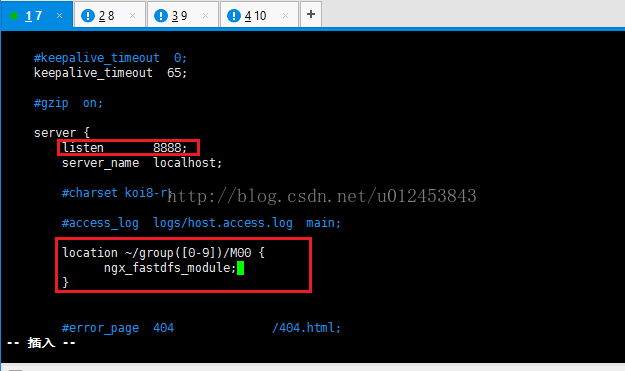 1 7 ×
2 8 ×
3 9 ×
4 10 ×
+
#keepalive_timeout  0;
keepalive_timeout  65;
#gzip  on;
server {
listen       8888;
server_name  localhost;
#charset koi8-r;
http://blog.csdn.net/u012453843
#access_log  logs/host.access.log  main;
location ~/group([0-9])/M00 {
ngx_fastdfs_module;
}
#error_page  404              /404.html;
-- 插入 --